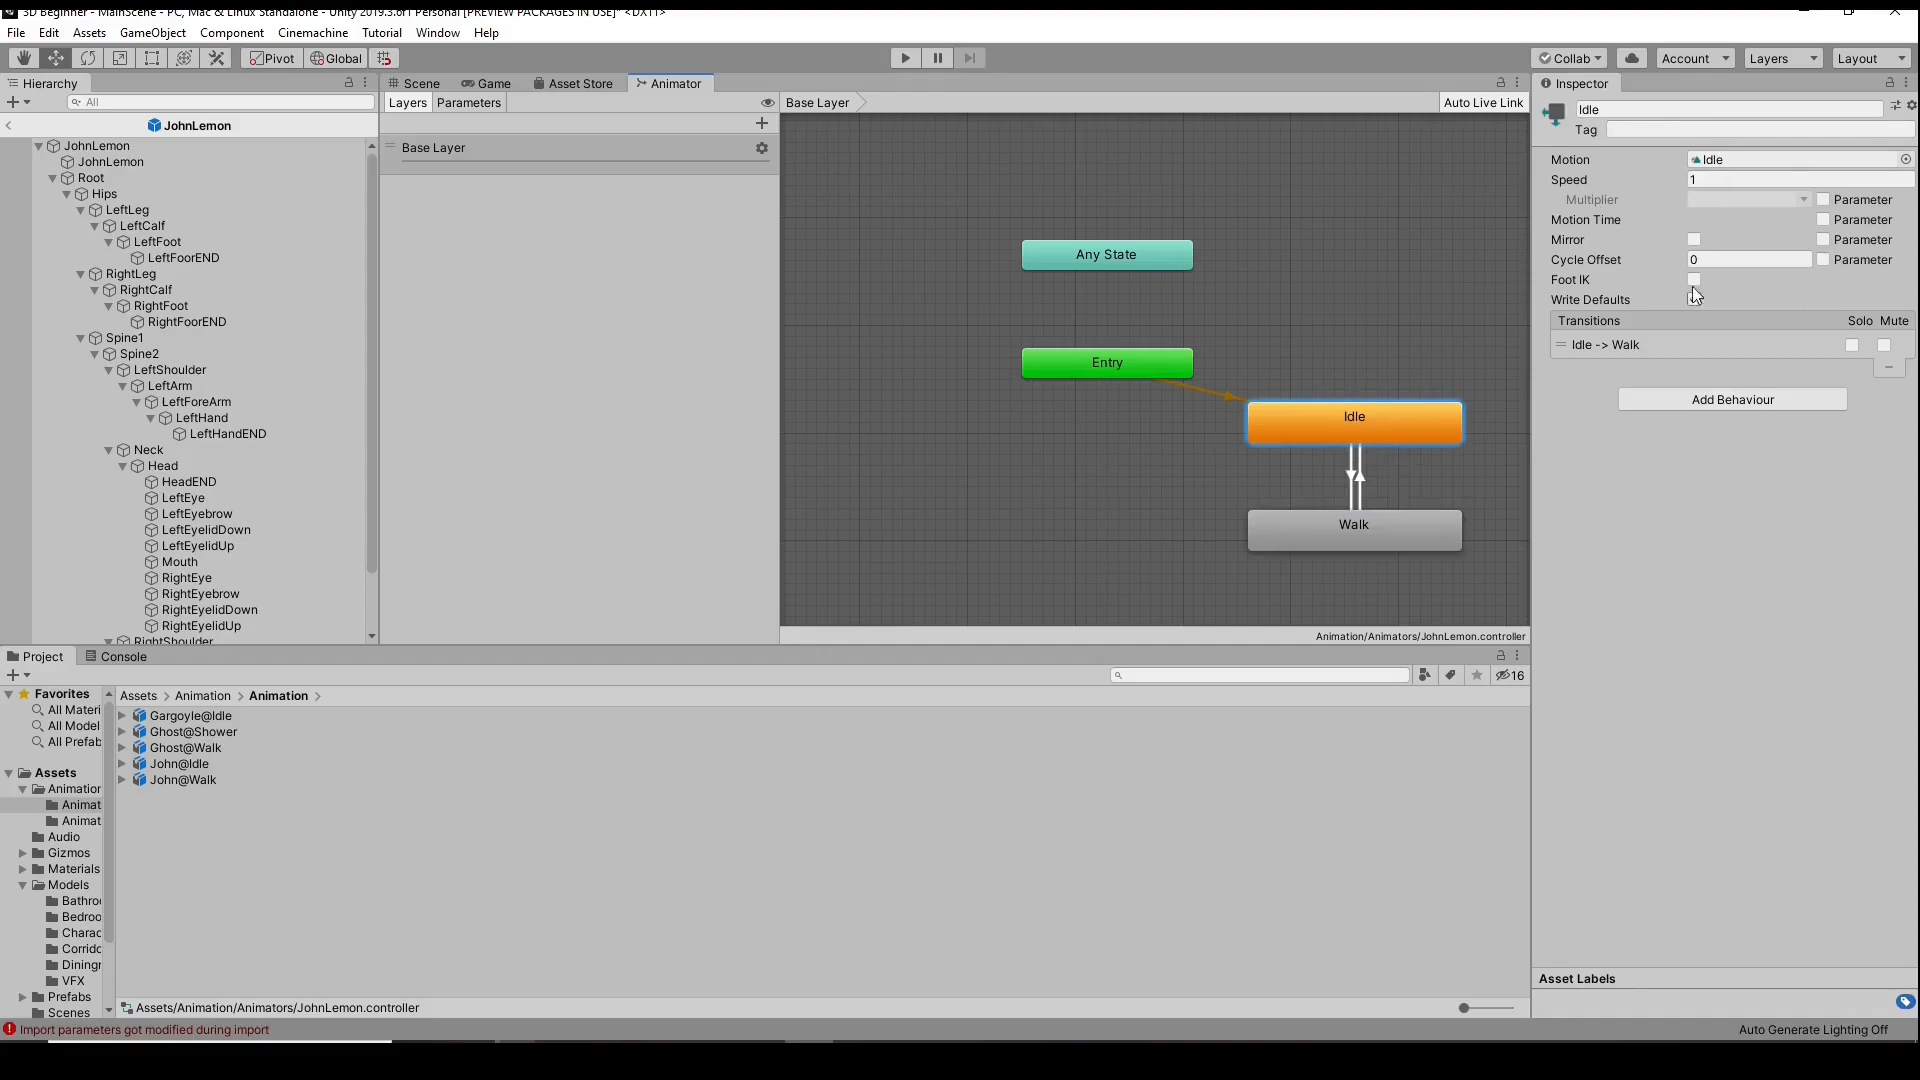 3D Beginner - MainScene - PC, Mac & Linux Standalone - Unity 2019.3.6f1 Personal [PREVIEW PACKAGES IN USE]* <DX11>
File Edit Assets GameObject Component Cinemachine Tutorial Window Help
Pivot Global Collab Account Layers Layout
Hierarchy
All
JohnLemon
JohnLemon
JohnLemon
Root
Hips
LeftLeg
LeftCalf
LeftFoot
LeftFoorEND
RightLeg
RightCalf
RightFoot
RightFoorEND
Spine1
Spine2
LeftShoulder
LeftArm
LeftForeArm
LeftHand
LeftHandEND
Neck
Head
HeadEND
LeftEye
LeftEyebrow
LeftEyelidDown
LeftEyelidUp
Mouth
RightEye
RightEyebrow
RightEyelidDown
RightEyelidUp
RightShoulder
Scene Game Asset Store Animator
Layers Parameters
Base Layer
Base Layer Auto Live Link
Any State
Entry
Idle
Walk
Animation/Animators/JohnLemon.controller
Inspector
Idle
Tag
Motion Idle
Speed 1
Multiplier Parameter
Motion Time Parameter
Mirror Parameter
Cycle Offset 0 Parameter
Foot IK
Write Defaults
Transitions Solo Mute
Idle -> Walk
Add Behaviour
Asset Labels
Project Console
16
Favorites
All Materi
All Model
All Prefab
Assets
Animation
Animat
Animat
Audio
Gizmos
Materials
Models
Bathroo
Bedroo
Charac
Corrido
Diningr
VFX
Prefabs
Scenes
Assets > Animation > Animation >
Gargoyle@Idle
Ghost@Shower
Ghost@Walk
John@Idle
John@Walk
Assets/Animation/Animators/JohnLemon.controller
Import parameters got modified during import
Auto Generate Lighting Off